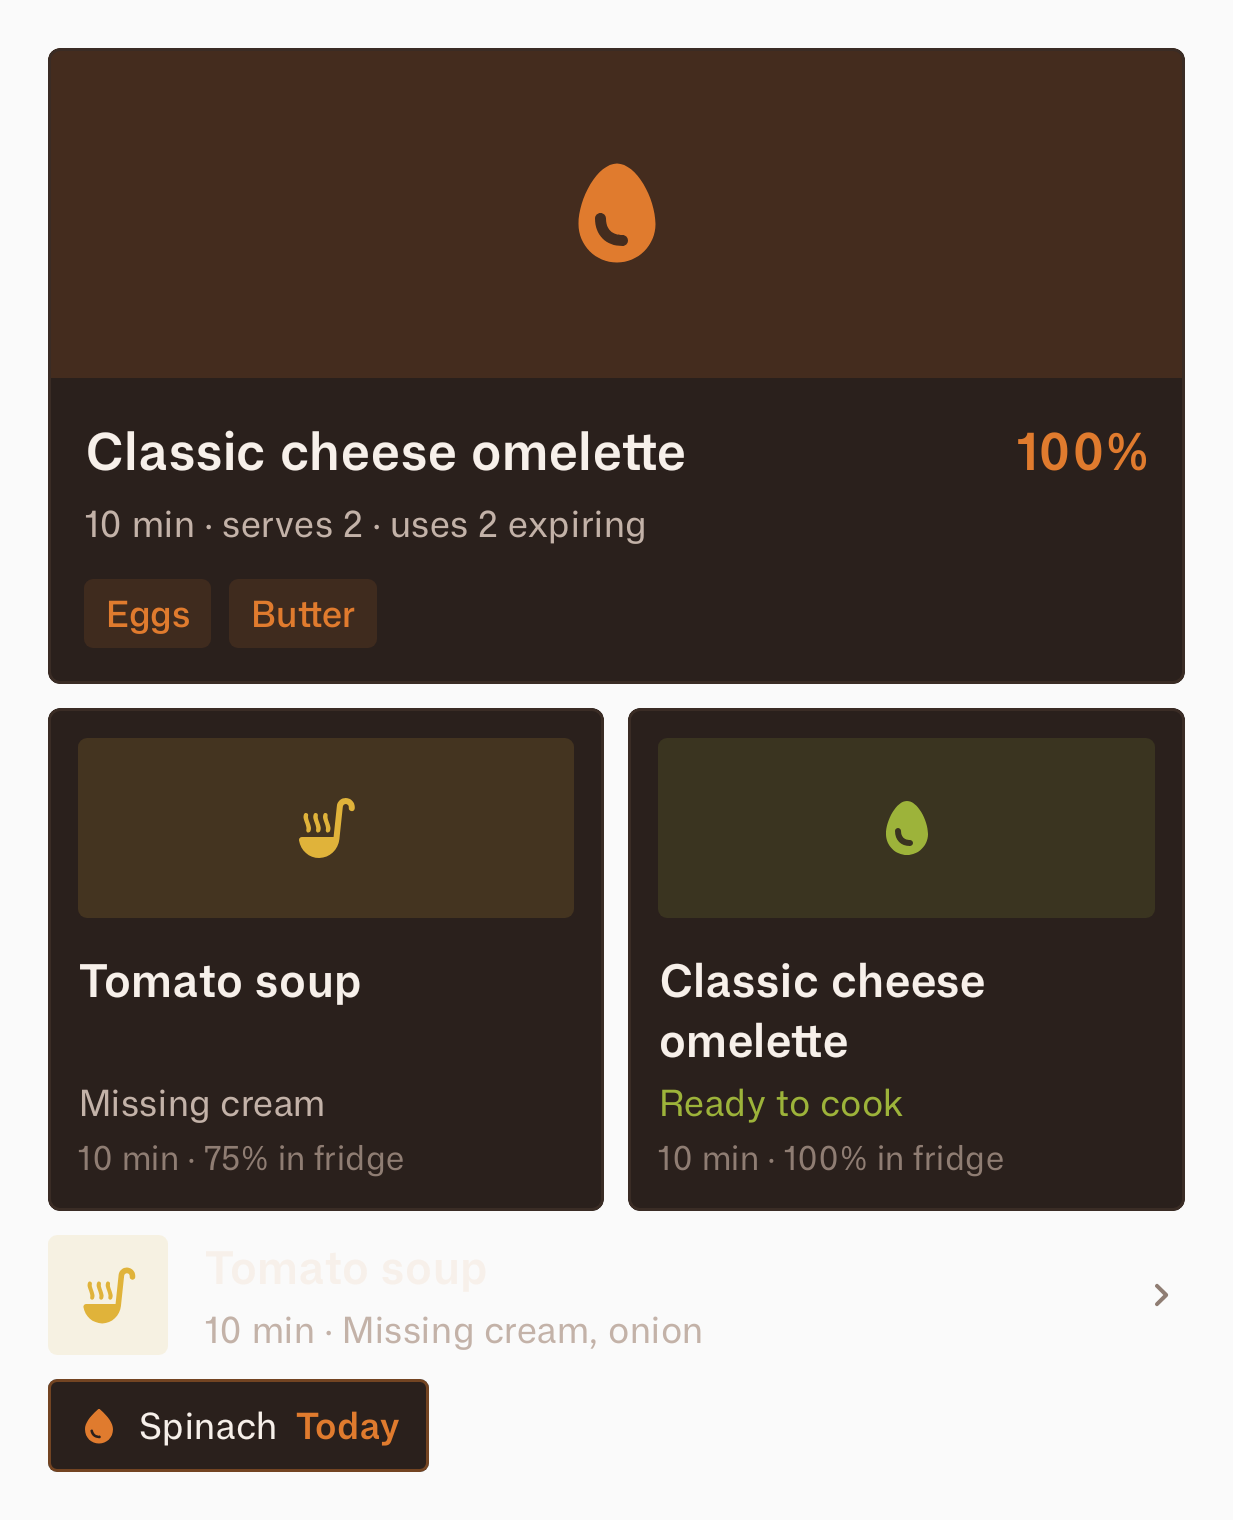 Classic cheese omelette 100%
10 min · serves 2 · uses 2 expiring
Eggs Butter
Tomato soup
Missing cream
10 min · 75% in fridge
Classic cheese
omelette
Ready to cook
10 min · 100% in fridge
Tomato soup
10 min · Missing cream, onion
Spinach Today